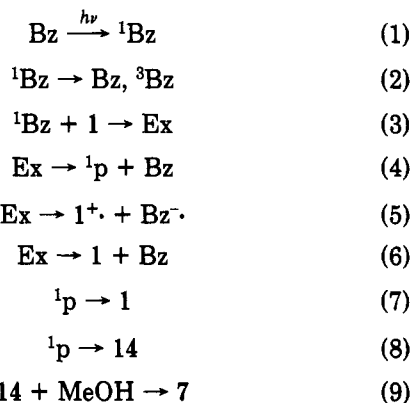 Bz —hν→ ¹Bz (1)
¹Bz → Bz, ³Bz (2)
¹Bz + 1 → Ex (3)
Ex → ¹p + Bz (4)
Ex → 1⁺· + Bz⁻· (5)
Ex → 1 + Bz (6)
¹p → 1 (7)
¹p → 14 (8)
14 + MeOH → 7 (9)